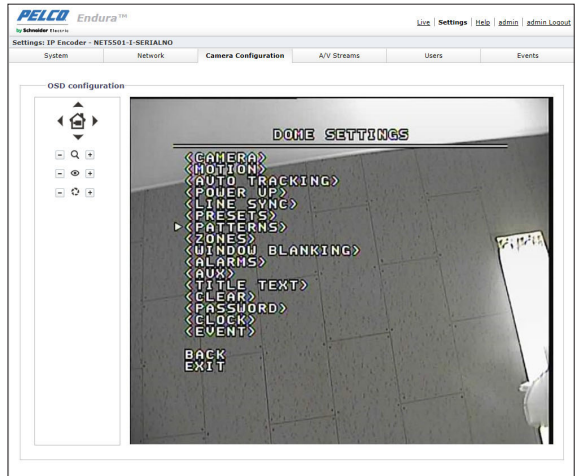 PELCO Endura™
by Schneider Electric
Live | Settings | Help | admin | admin Logout
Settings: IP Encoder - NET5501-I-SERIALNO
System Network Camera Configuration A/V Streams Users Events
OSD configuration
DOME SETTINGS
<CAMERA>
<MOTION>
<AUTO TRACKING>
<POWER UP>
<LINE SYNC>
<PRESETS>
<PATTERNS>
<ZONES>
<WINDOW BLANKING>
<ALARMS>
<AUX>
<TITLE TEXT>
<CLEAR>
<PASSWORD>
<CLOCK>
<EVENT>
BACK
EXIT